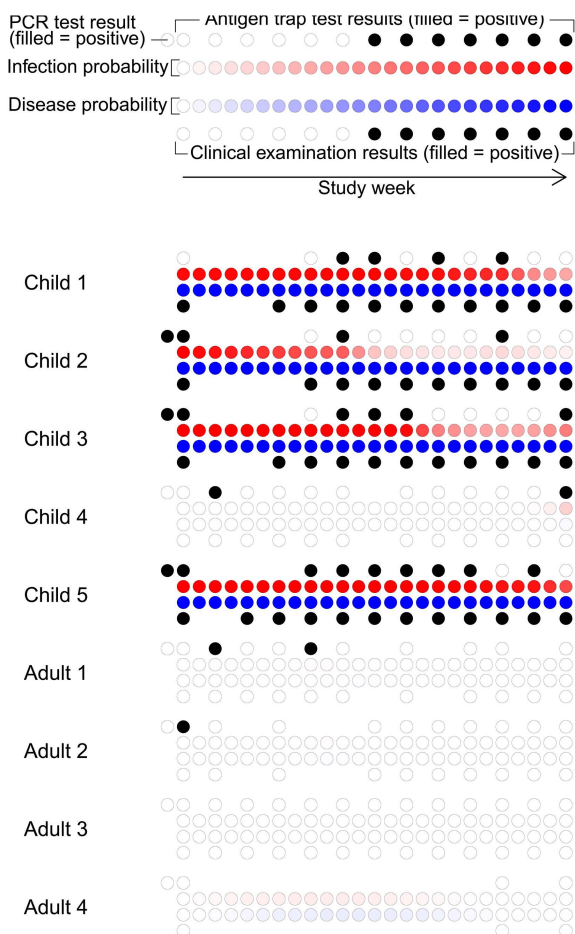 PCR test result
(filled = positive)
Antigen trap test results (filled = positive)
Infection probability
Disease probability
Clinical examination results (filled = positive)
Study week
Child 1
Child 2
Child 3
Child 4
Child 5
Adult 1
Adult 2
Adult 3
Adult 4